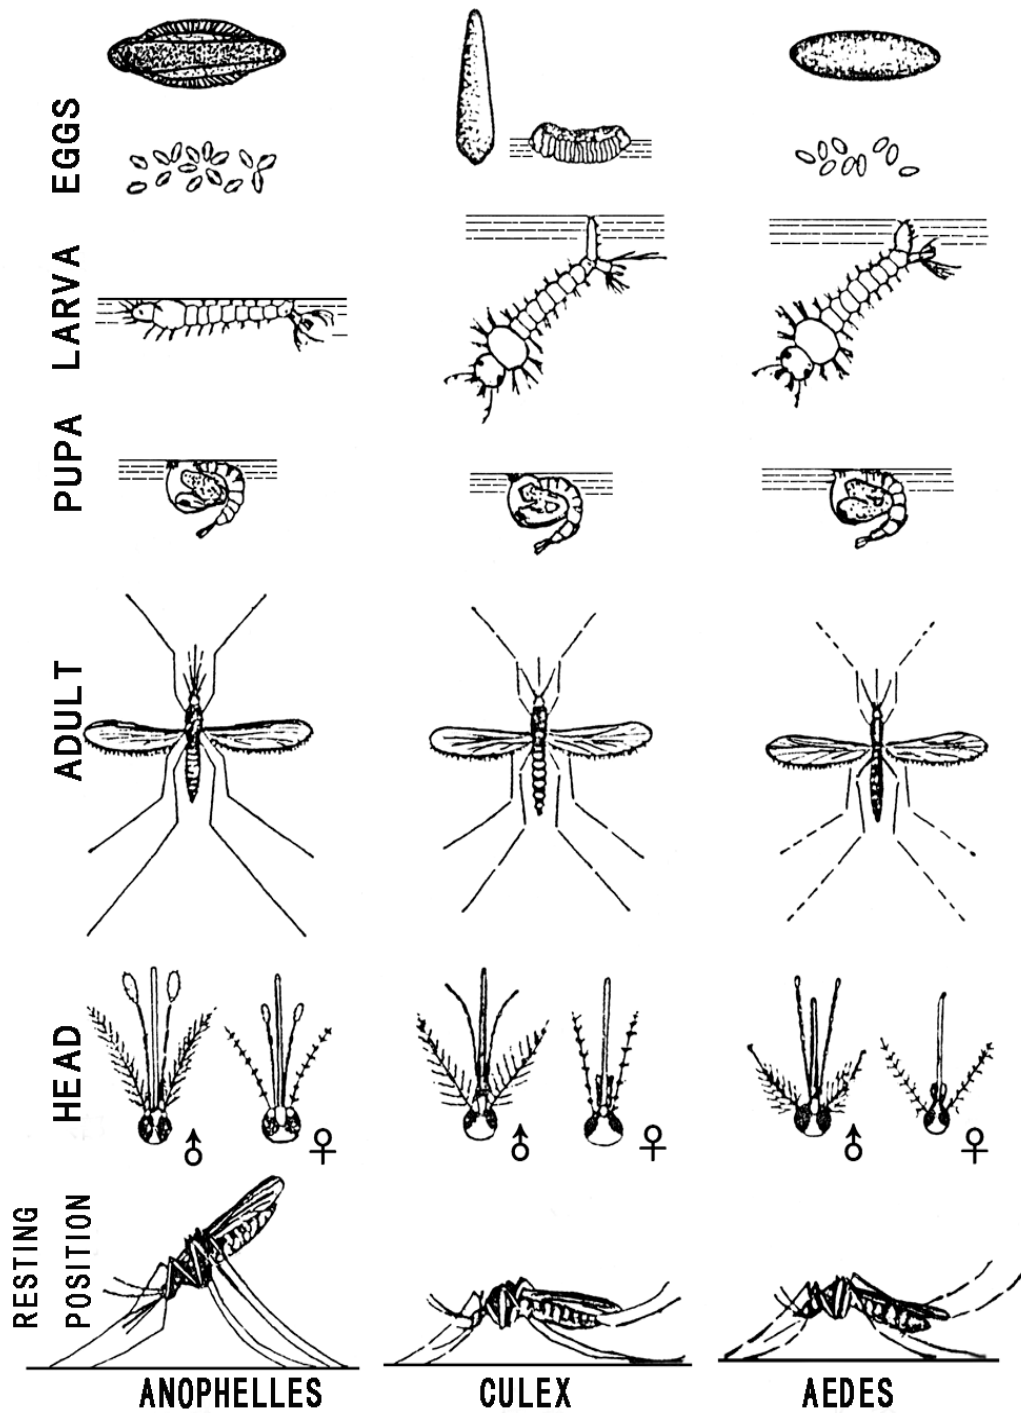 EGGS
LARVA
PUPA
ADULT
HEAD
♂ ♀ ♂ ♀ ♂ ♀
RESTING
POSITION
ANOPHELLES CULEX AEDES